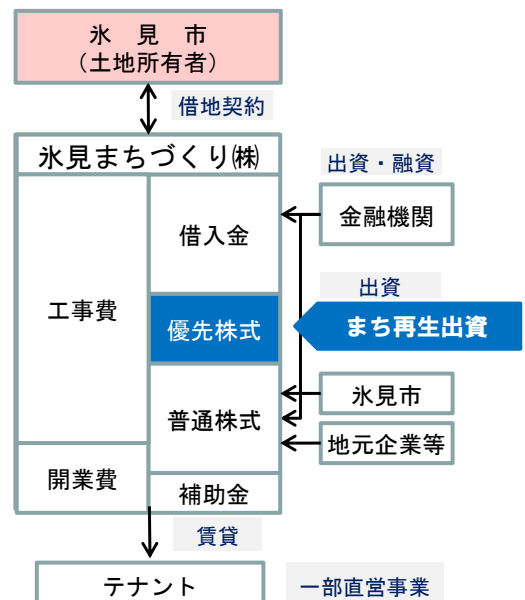 氷 見 市
(土地所有者)
借地契約
氷見まちづくり㈱
出資・融資
借入金
金融機関
工事費
出資
優先株式
まち再生出資
普通株式
氷見市
地元企業等
開業費
補助金
賃貸
テナント
一部直営事業